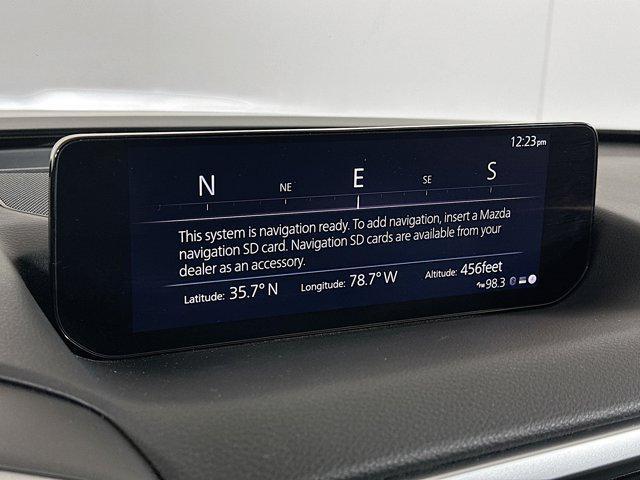 12:23pm
N NE E SE S
This system is navigation ready. To add navigation, insert a Mazda
navigation SD card. Navigation SD cards are available from your
dealer as an accessory.
Latitude: 35.7° N Longitude: 78.7° W Altitude: 456feet
98.3